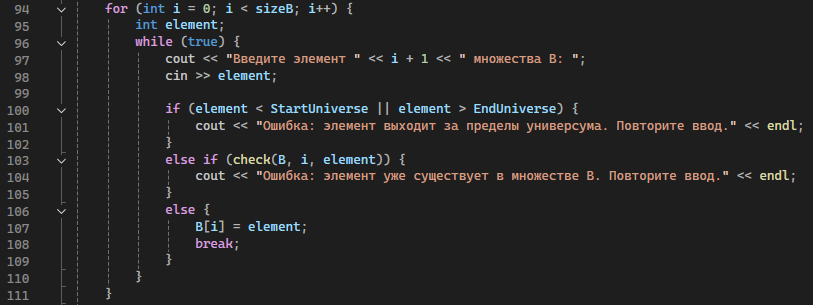 94 for (int i = 0; i < sizeB; i++) {
95 int element;
96 while (true) {
97 cout << "Введите элемент " << i + 1 << " множества B: ";
98 cin >> element;
99
100 if (element < StartUniverse || element > EndUniverse) {
101 cout << "Ошибка: элемент выходит за пределы универсума. Повторите ввод." << endl;
102 }
103 else if (check(B, i, element)) {
104 cout << "Ошибка: элемент уже существует в множестве B. Повторите ввод." << endl;
105 }
106 else {
107 B[i] = element;
108 break;
109 }
110 }
111 }